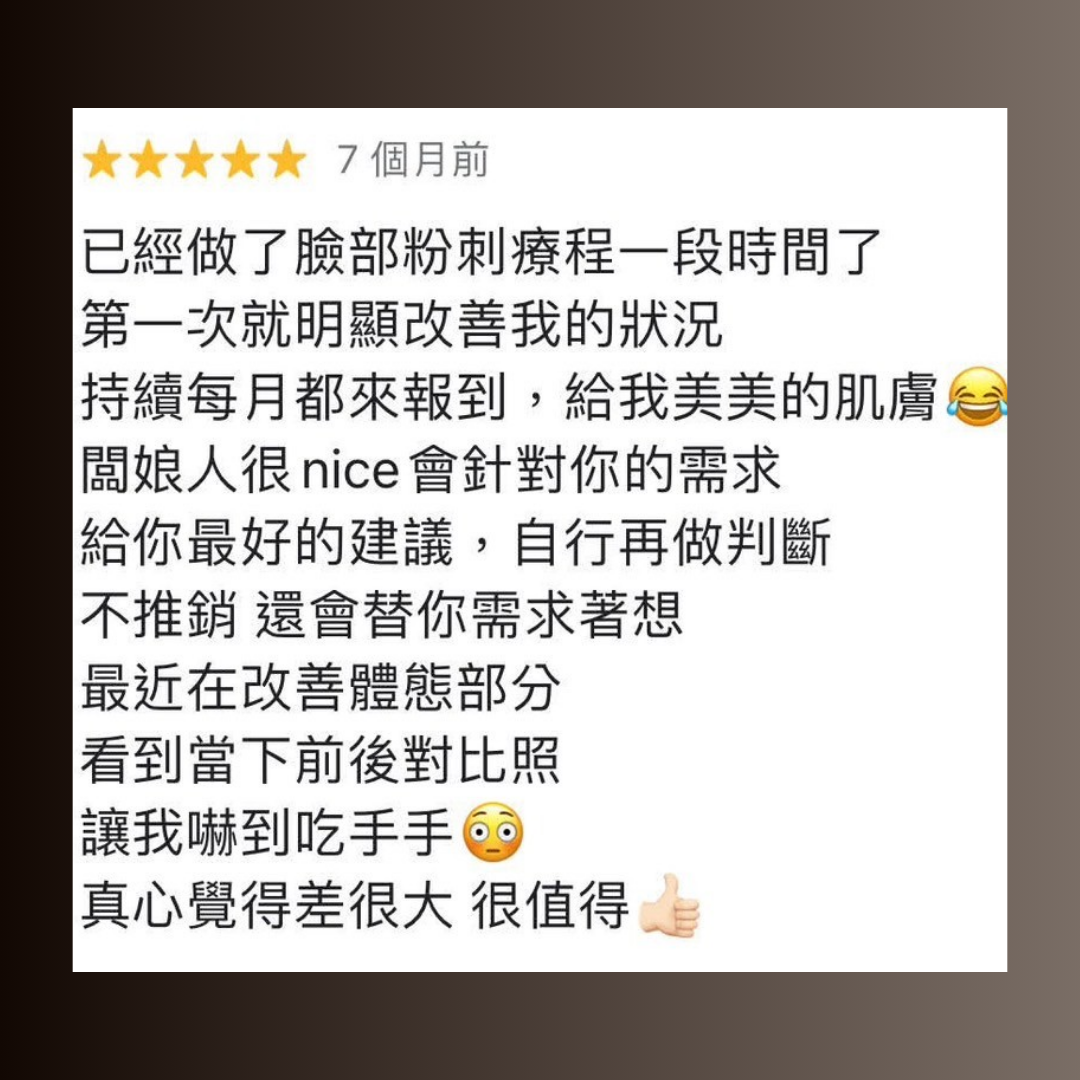 ★★★★★ 7 個月前
已經做了臉部粉刺療程一段時間了
第一次就明顯改善我的狀況
持續每月都來報到，給我美美的肌膚😂
闆娘人很nice會針對你的需求
給你最好的建議，自行再做判斷
不推銷 還會替你需求著想
最近在改善體態部分
看到當下前後對比照
讓我嚇到吃手手😳
真心覺得差很大 很值得👍🏻